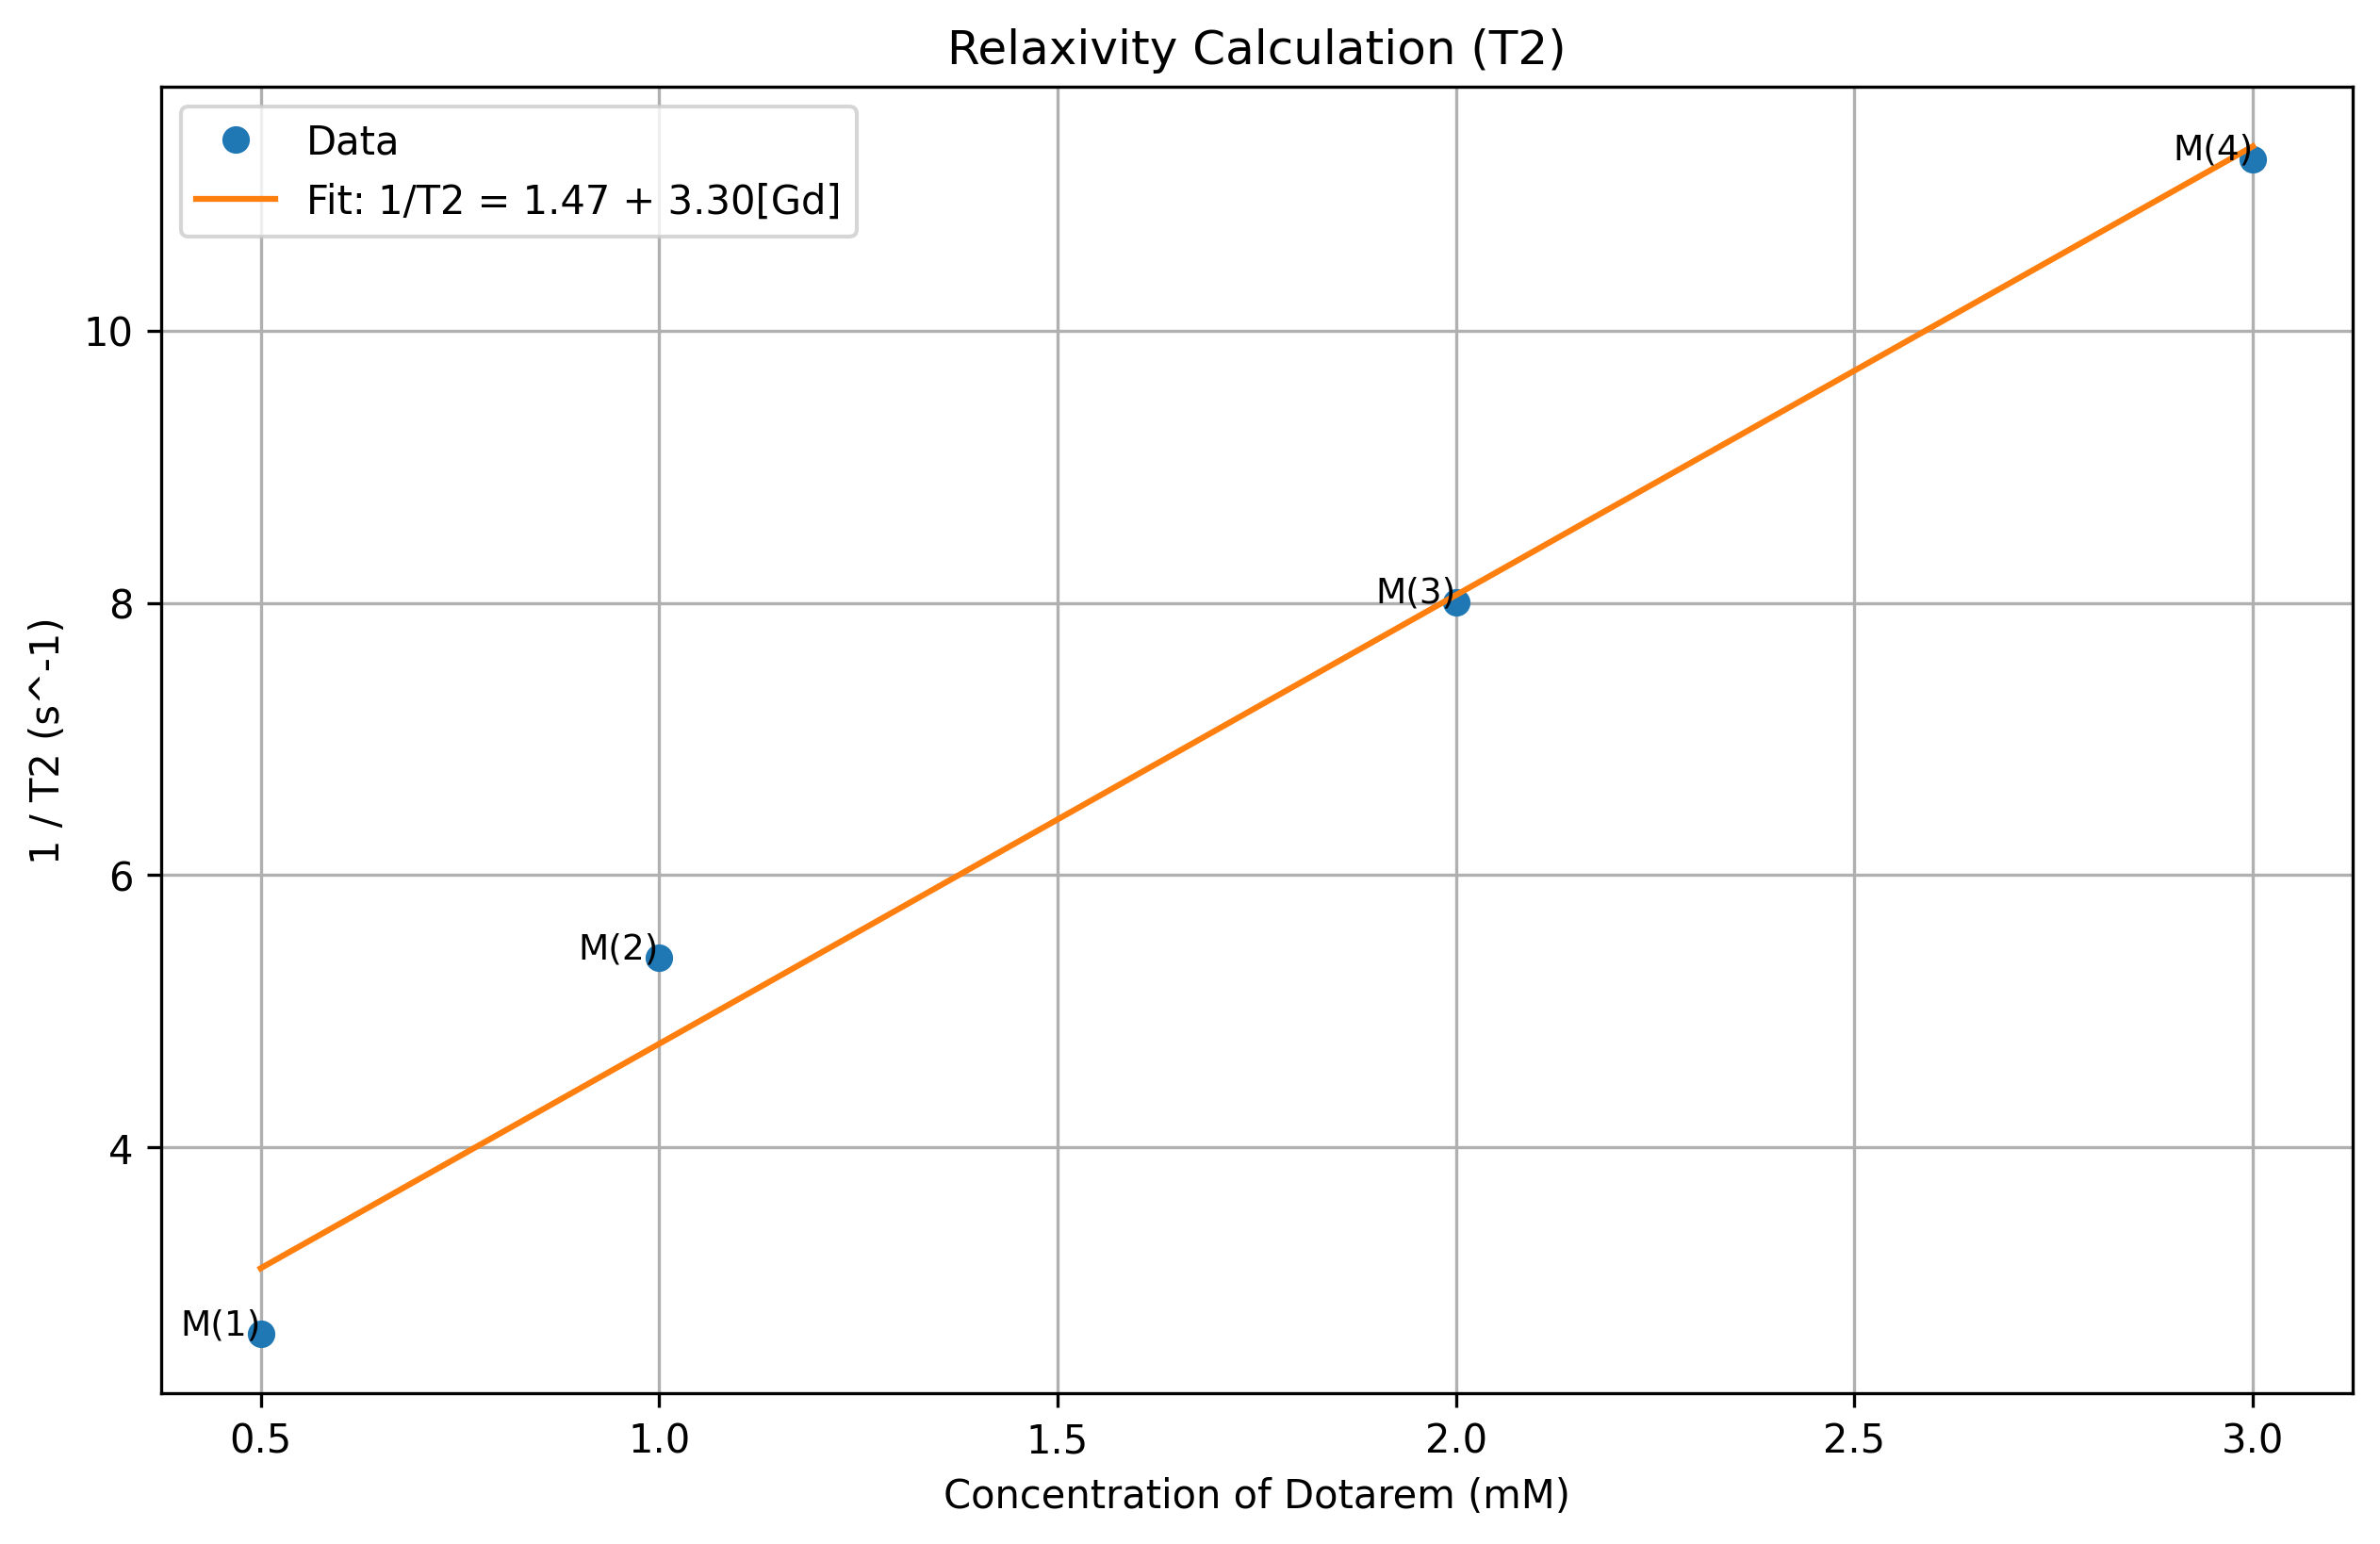 Relaxivity Calculation (T2)
Data
Fit: 1/T2 = 1.47 + 3.30[Gd]
M(4)
10
8
M(3)
1 / T2 (s^-1)
6
M(2)
4
M(1)
0.5 1.0 1.5 2.0 2.5 3.0
Concentration of Dotarem (mM)